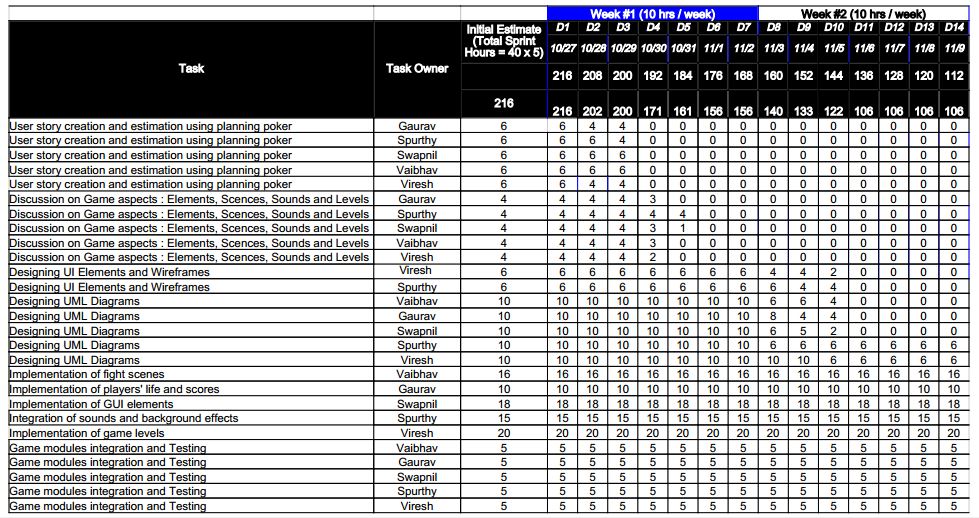 Week #1 (10 hrs / week) Week #2 (10 hrs / week)
Task Task Owner Initial Estimate (Total Sprint Hours = 40 x 5) D1 D2 D3 D4 D5 D6 D7 D8 D9 D10 D11 D12 D13 D14
10/27 10/28 10/29 10/30 10/31 11/1 11/2 11/3 11/4 11/5 11/6 11/7 11/8 11/9
216 208 200 192 184 176 168 160 152 144 136 128 120 112
216 216 202 200 171 161 156 156 140 133 122 106 106 106 106
User story creation and estimation using planning poker Gaurav 6 6 4 4 0 0 0 0 0 0 0 0 0 0 0
User story creation and estimation using planning poker Spurthy 6 6 6 4 0 0 0 0 0 0 0 0 0 0 0
User story creation and estimation using planning poker Swapnil 6 6 6 6 0 0 0 0 0 0 0 0 0 0 0
User story creation and estimation using planning poker Vaibhav 6 6 6 6 0 0 0 0 0 0 0 0 0 0 0
User story creation and estimation using planning poker Viresh 6 6 4 4 0 0 0 0 0 0 0 0 0 0 0
Discussion on Game aspects : Elements, Scences, Sounds and Levels Gaurav 4 4 4 4 3 0 0 0 0 0 0 0 0 0 0
Discussion on Game aspects : Elements, Scences, Sounds and Levels Spurthy 4 4 4 4 4 4 0 0 0 0 0 0 0 0 0
Discussion on Game aspects : Elements, Scences, Sounds and Levels Swapnil 4 4 4 4 3 1 0 0 0 0 0 0 0 0 0
Discussion on Game aspects : Elements, Scences, Sounds and Levels Vaibhav 4 4 4 4 3 0 0 0 0 0 0 0 0 0 0
Discussion on Game aspects : Elements, Scences, Sounds and Levels Viresh 4 4 4 4 2 0 0 0 0 0 0 0 0 0 0
Designing UI Elements and Wireframes Viresh 6 6 6 6 6 6 6 6 4 4 2 0 0 0 0
Designing UI Elements and Wireframes Spurthy 6 6 6 6 6 6 6 6 6 4 4 0 0 0 0
Designing UML Diagrams Vaibhav 10 10 10 10 10 10 10 10 6 6 4 0 0 0 0
Designing UML Diagrams Gaurav 10 10 10 10 10 10 10 10 8 4 4 0 0 0 0
Designing UML Diagrams Swapnil 10 10 10 10 10 10 10 10 6 5 2 0 0 0 0
Designing UML Diagrams Spurthy 10 10 10 10 10 10 10 10 6 6 6 6 6 6 6
Designing UML Diagrams Viresh 10 10 10 10 10 10 10 10 10 10 6 6 6 6 6
Implementation of fight scenes Vaibhav 16 16 16 16 16 16 16 16 16 16 16 16 16 16 16
Implementation of players' life and scores Gaurav 10 10 10 10 10 10 10 10 10 10 10 10 10 10 10
Implementation of GUI elements Swapnil 18 18 18 18 18 18 18 18 18 18 18 18 18 18 18
Integration of sounds and background effects Spurthy 15 15 15 15 15 15 15 15 15 15 15 15 15 15 15
Implementation of game levels Viresh 20 20 20 20 20 20 20 20 20 20 20 20 20 20 20
Game modules integration and Testing Vaibhav 5 5 5 5 5 5 5 5 5 5 5 5 5 5 5
Game modules integration and Testing Gaurav 5 5 5 5 5 5 5 5 5 5 5 5 5 5 5
Game modules integration and Testing Swapnil 5 5 5 5 5 5 5 5 5 5 5 5 5 5 5
Game modules integration and Testing Spurthy 5 5 5 5 5 5 5 5 5 5 5 5 5 5 5
Game modules integration and Testing Viresh 5 5 5 5 5 5 5 5 5 5 5 5 5 5 5